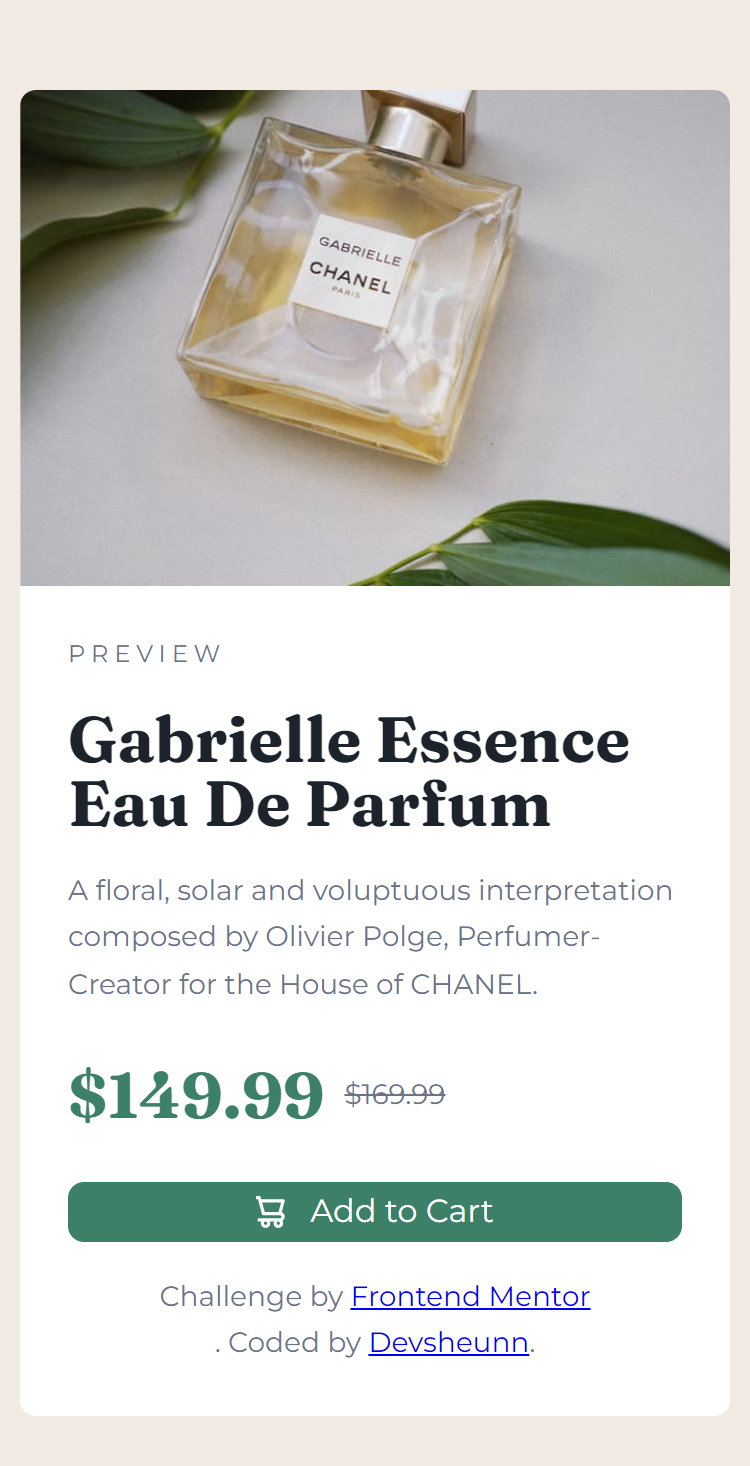 GABRIELLE
CHANEL
PARIS
PREVIEW
Gabrielle Essence
Eau De Parfum
A floral, solar and voluptuous interpretation
composed by Olivier Polge, Perfumer-
Creator for the House of CHANEL.
$149.99 $169.99
Add to Cart
Challenge by Frontend Mentor
. Coded by Devsheunn.